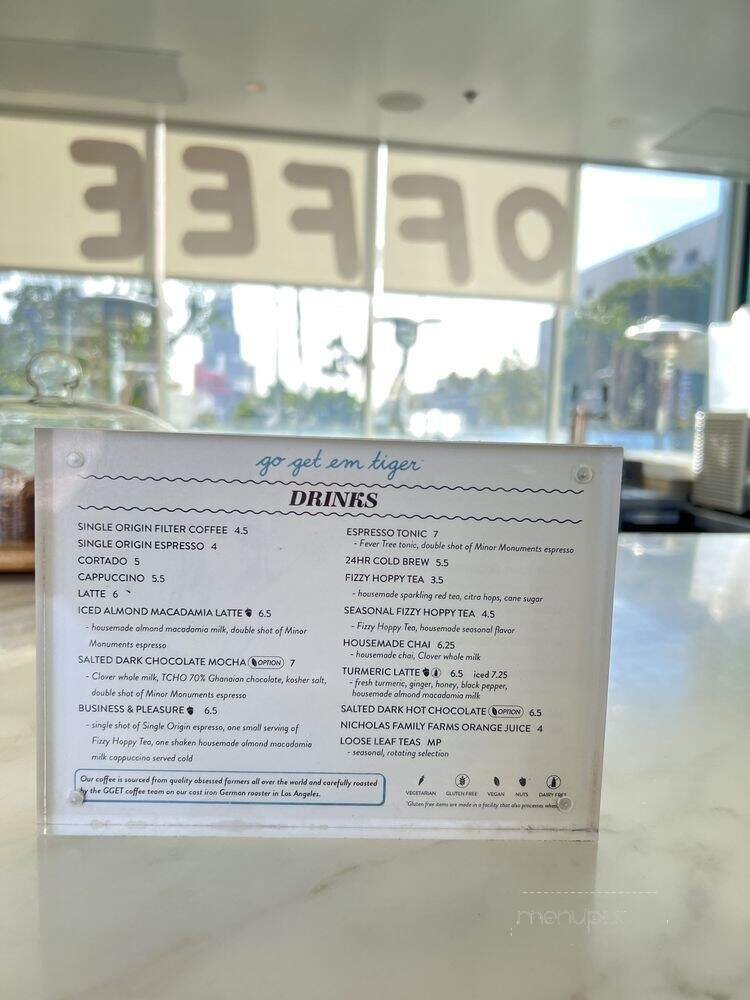 OFFEE
go get em tiger
DRINKS
SINGLE ORIGIN FILTER COFFEE 4.5
SINGLE ORIGIN ESPRESSO 4
CORTADO 5
CAPPUCCINO 5.5
LATTE 6
ICED ALMOND MACADAMIA LATTE 6.5
- housemade almond macadamia milk, double shot of Minor
Monuments espresso
SALTED DARK CHOCOLATE MOCHA OPTION 7
- Clover whole milk, TCHO 70% Ghanaian chocolate, kosher salt,
double shot of Minor Monuments espresso
BUSINESS & PLEASURE 6.5
- single shot of Single Origin espresso, one small serving of
Fizzy Hoppy Tea, one shaken housemade almond macadamia
milk cappuccino served cold
ESPRESSO TONIC 7
- Fever Tree tonic, double shot of Minor Monuments espresso
24HR COLD BREW 5.5
FIZZY HOPPY TEA 3.5
- housemade sparkling red tea, citra hops, cane sugar
SEASONAL FIZZY HOPPY TEA 4.5
- Fizzy Hoppy Tea, housemade seasonal flavor
HOUSEMADE CHAI 6.25
- housemade chai, Clover whole milk
TURMERIC LATTE 6.5 iced 7.25
- fresh turmeric, ginger, honey, black pepper,
housemade almond macadamia milk
SALTED DARK HOT CHOCOLATE OPTION 6.5
NICHOLAS FAMILY FARMS ORANGE JUICE 4
LOOSE LEAF TEAS MP
- seasonal, rotating selection
Our coffee is sourced from quality obsessed farmers all over the world and carefully roasted
by the GGET coffee team on our cast iron German roaster in Los Angeles.
VEGETARIAN GLUTEN FREE VEGAN NUTS DAIRY FREE
*Gluten free items are made in a facility that also processes wheat
menupix